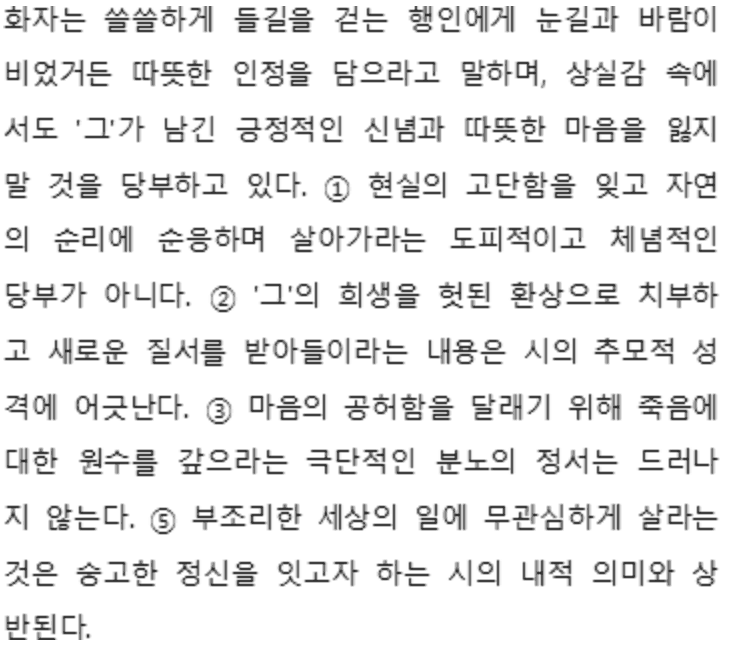 화자는 쓸쓸하게 들길을 걷는 행인에게 눈길과 바람이
비었거든 따뜻한 인정을 담으라고 말하며, 상실감 속에
서도 '그'가 남긴 긍정적인 신념과 따뜻한 마음을 잃지
말 것을 당부하고 있다. ① 현실의 고단함을 잊고 자연
의 순리에 순응하며 살아가라는 도피적이고 체념적인
당부가 아니다. ② '그'의 희생을 헛된 환상으로 치부하
고 새로운 질서를 받아들이라는 내용은 시의 추모적 성
격에 어긋난다. ③ 마음의 공허함을 달래기 위해 죽음에
대한 원수를 갚으라는 극단적인 분노의 정서는 드러나
지 않는다. ⑤ 부조리한 세상의 일에 무관심하게 살라는
것은 숭고한 정신을 잇고자 하는 시의 내적 의미와 상
반된다.